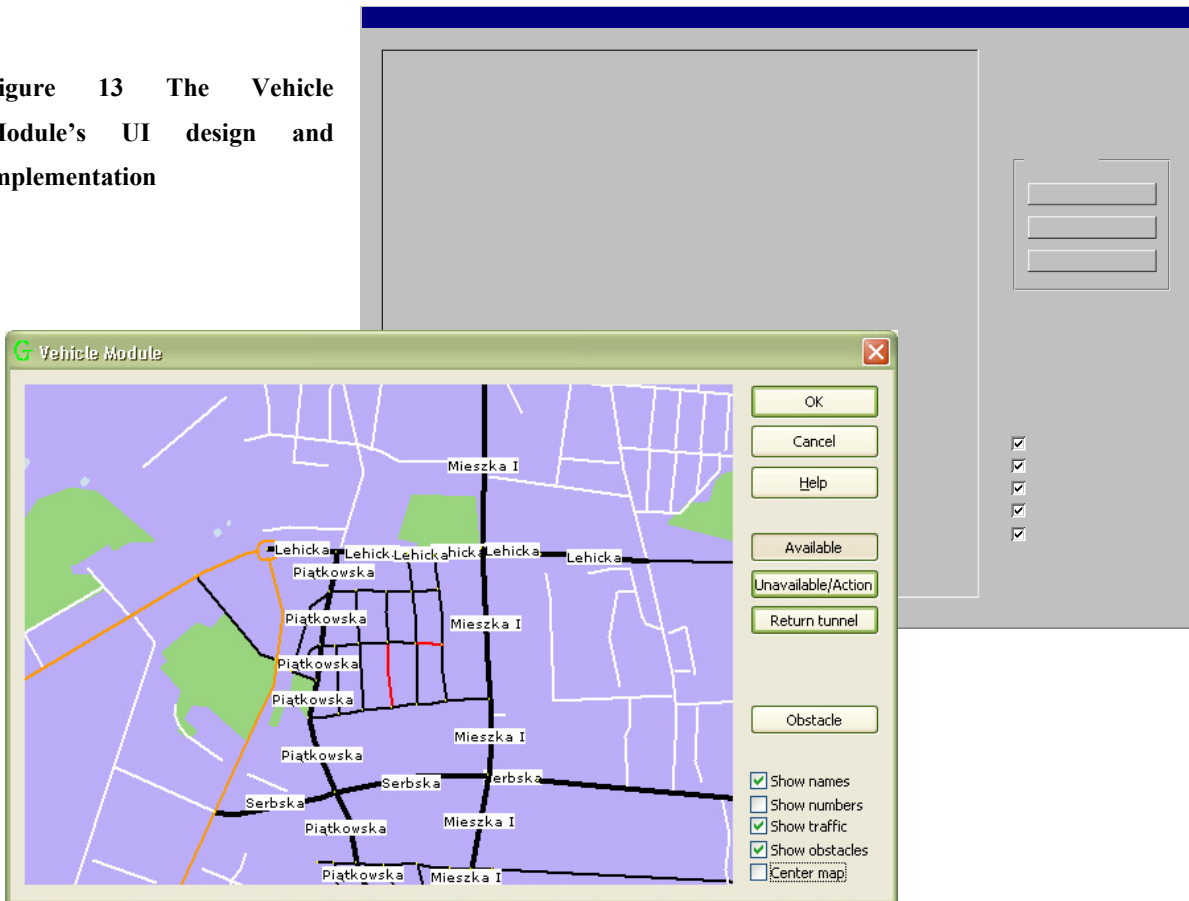 igure 13 The Vehicle
Module's UI design and
mplementation
Vehicle Module
OK
Cancel
Help
Available
Unavailable/Action
Return tunnel
Obstacle
Show names
Show numbers
Show traffic
Show obstacles
Center map
Mieszka I
Lehicka Lehick Lehicka hicka Lehicka Lehicka
Piątkowska
Piątkowska Mieszka I
Piątkowska
Piątkowska
Mieszka I
Piątkowska
Serbska erbska
Serbska
Piątkowska Mieszka I
Piątkowska Mieszka I